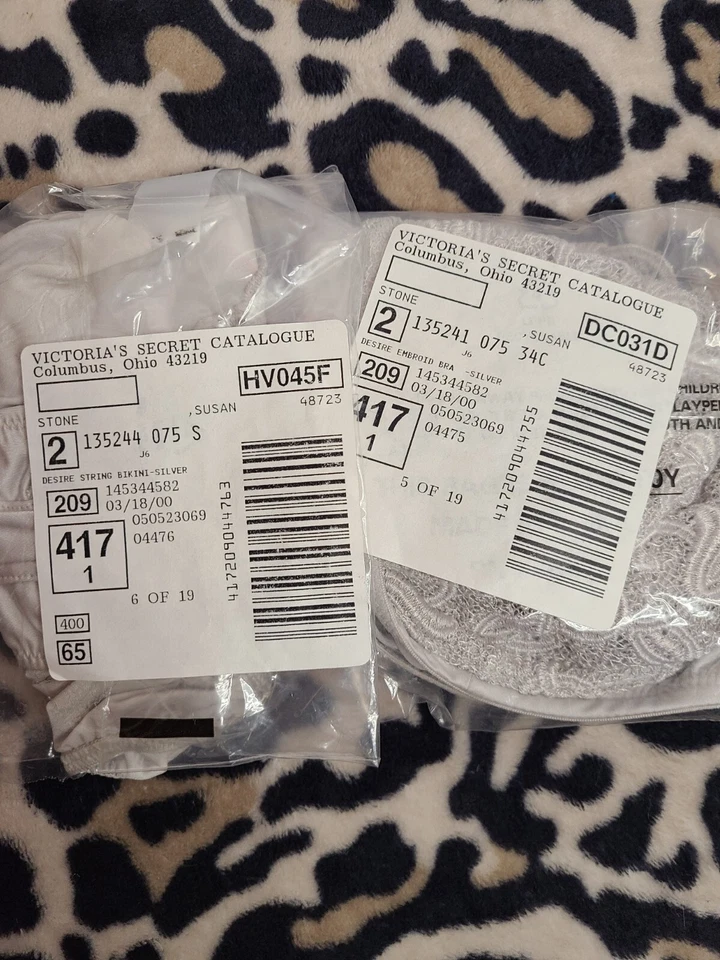 VICTORIA'S SECRET CATALOGUE
Columbus, Ohio 43219
HV045F
48723
STONE
,SUSAN
2 135244 075 S
J6
DESIRE STRING BIKINI-SILVER
209 145344582
03/18/00
050523069
417
1
04476
6 OF 19
400
65
417209044763
VICTORIA'S SECRET CATALOGUE
Columbus, Ohio 43219
DC031D
48723
STONE
,SUSAN
2 135241 075 34C
J6
DESIRE EMBROID BRA -SILVER
209 145344582
03/18/00
050523069
417
1
04475
5 OF 19
417209044755